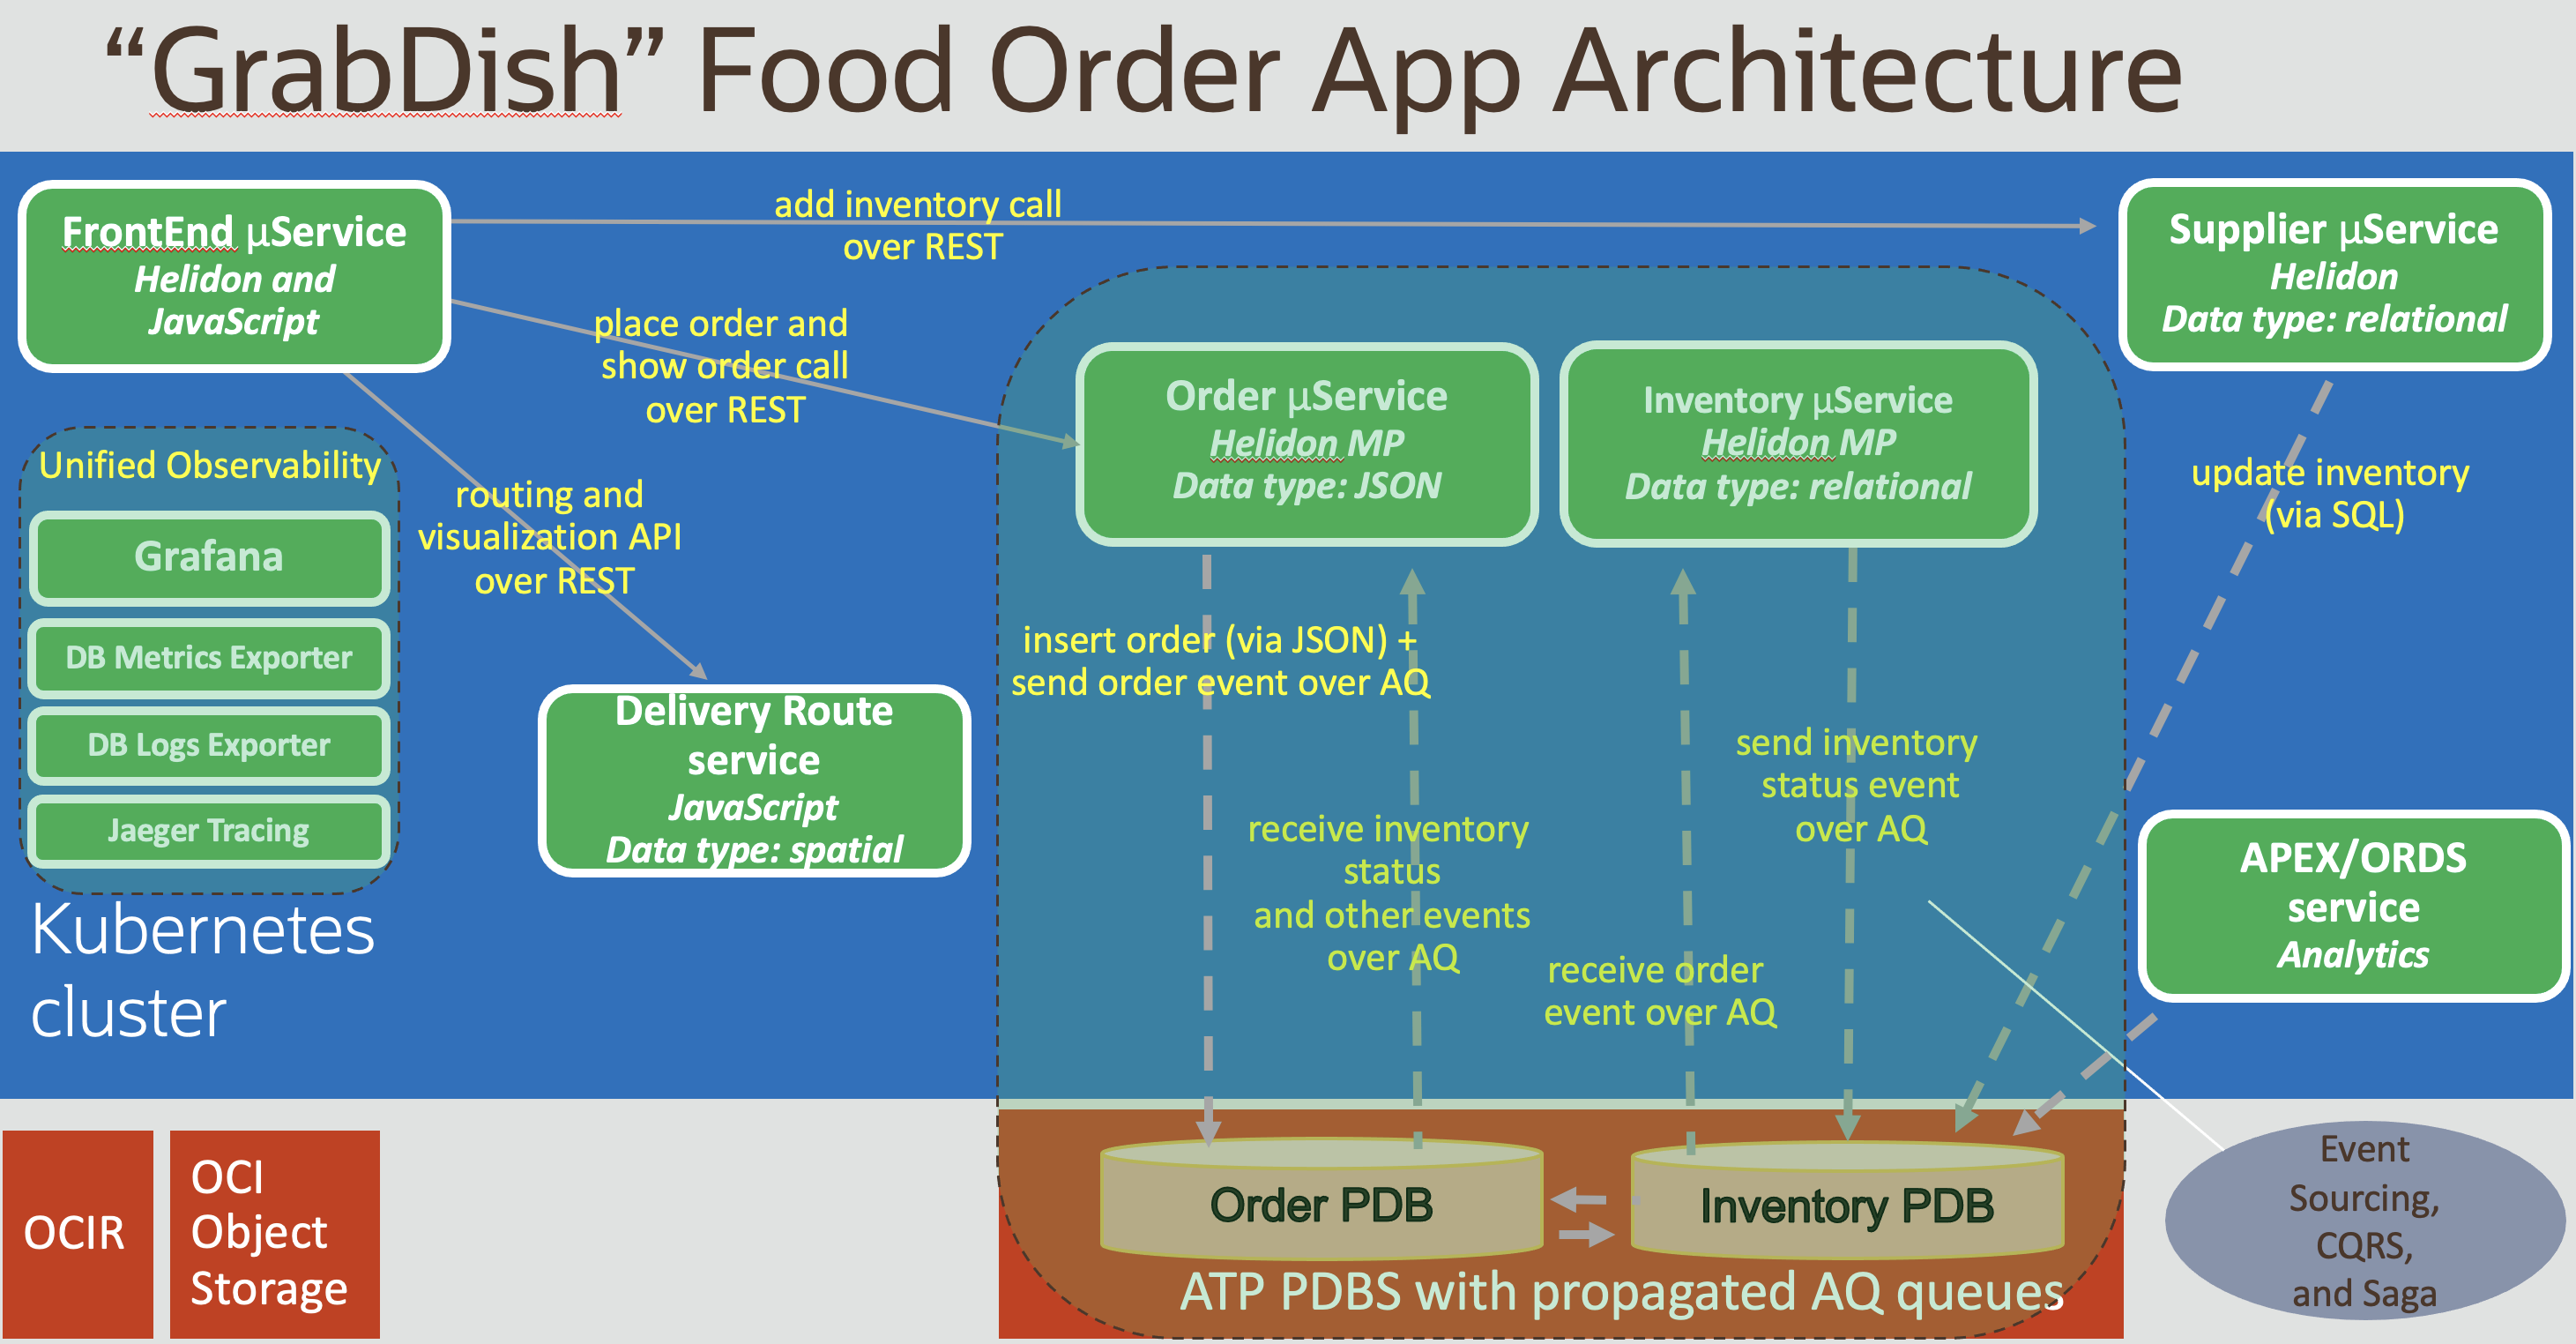 “GrabDish” Food Order App Architecture
FrontEnd µService
Helidon and
JavaScript
add inventory call
over REST
Supplier µService
Helidon
Data type: relational
place order and
show order call
over REST
Order µService
Helidon MP
Data type: JSON
Inventory µService
Helidon MP
Data type: relational
Unified Observability
Grafana
DB Metrics Exporter
DB Logs Exporter
Jaeger Tracing
routing and
visualization API
over REST
update inventory
(via SQL)
Delivery Route
service
JavaScript
Data type: spatial
insert order (via JSON) +
send order event over AQ
receive inventory
status
and other events
over AQ
receive order
event over AQ
send inventory
status event
over AQ
APEX/ORDS
service
Analytics
Kubernetes
cluster
OCIR
OCI
Object
Storage
Order PDB
Inventory PDB
ATP PDBS with propagated AQ queues
Event
Sourcing,
CQRS,
and Saga